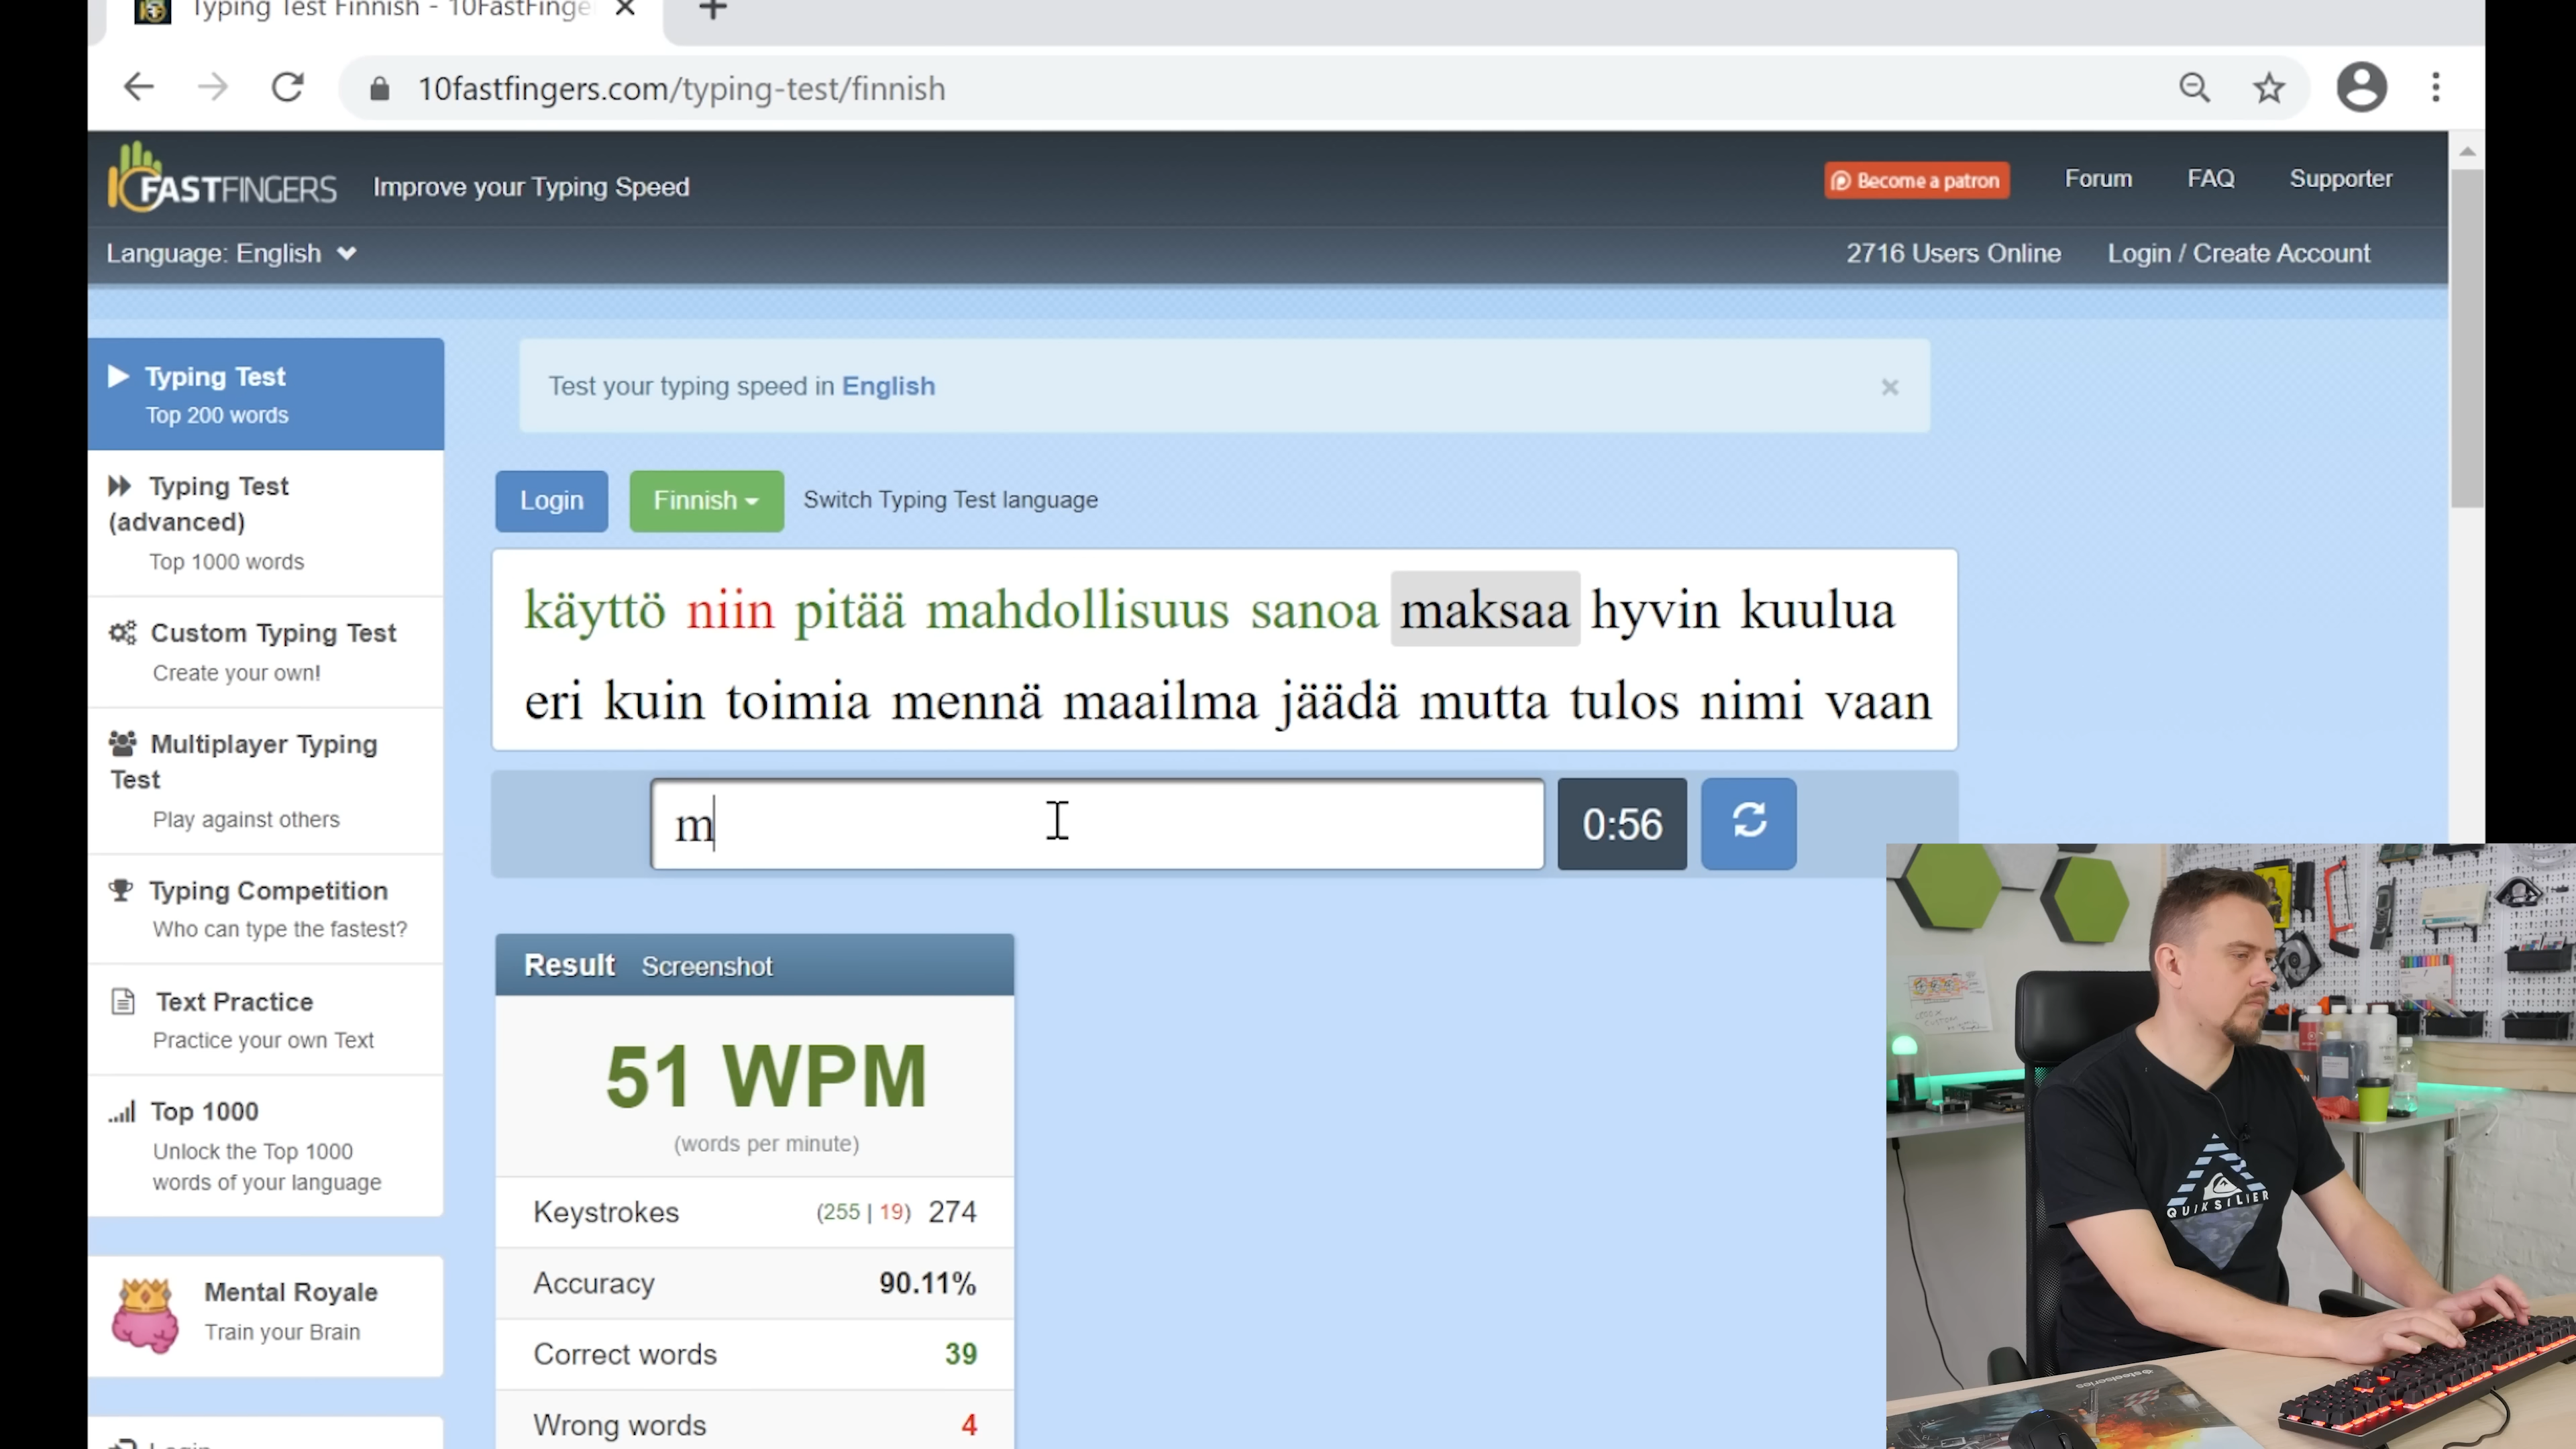 Typing Test Finnish - 10FastFinge
10fastfingers.com/typing-test/finnish
10FASTFINGERS
Improve your Typing Speed
Become a patron
Forum
FAQ
Supporter
Language: English
2716 Users Online
Login / Create Account
Typing Test
Top 200 words
Test your typing speed in English
×
Typing Test
(advanced)
Top 1000 words
Login
Finnish
Switch Typing Test language
käyttö niin pitää mahdollisuus sanoa maksaa hyvin kuulua
eri kuin toimia mennä maailma jäädä mutta tulos nimi vaan
Custom Typing Test
Create your own!
Multiplayer Typing
Test
Play against others
m
0:56
Typing Competition
Who can type the fastest?
Text Practice
Practice your own Text
Top 1000
Unlock the Top 1000
words of your language
Mental Royale
Train your Brain
Login
Result
Screenshot
51 WPM
(words per minute)
Keystrokes (255 | 19) 274
Accuracy 90.11%
Correct words 39
Wrong words 4
QUIKSILVER
steelseries